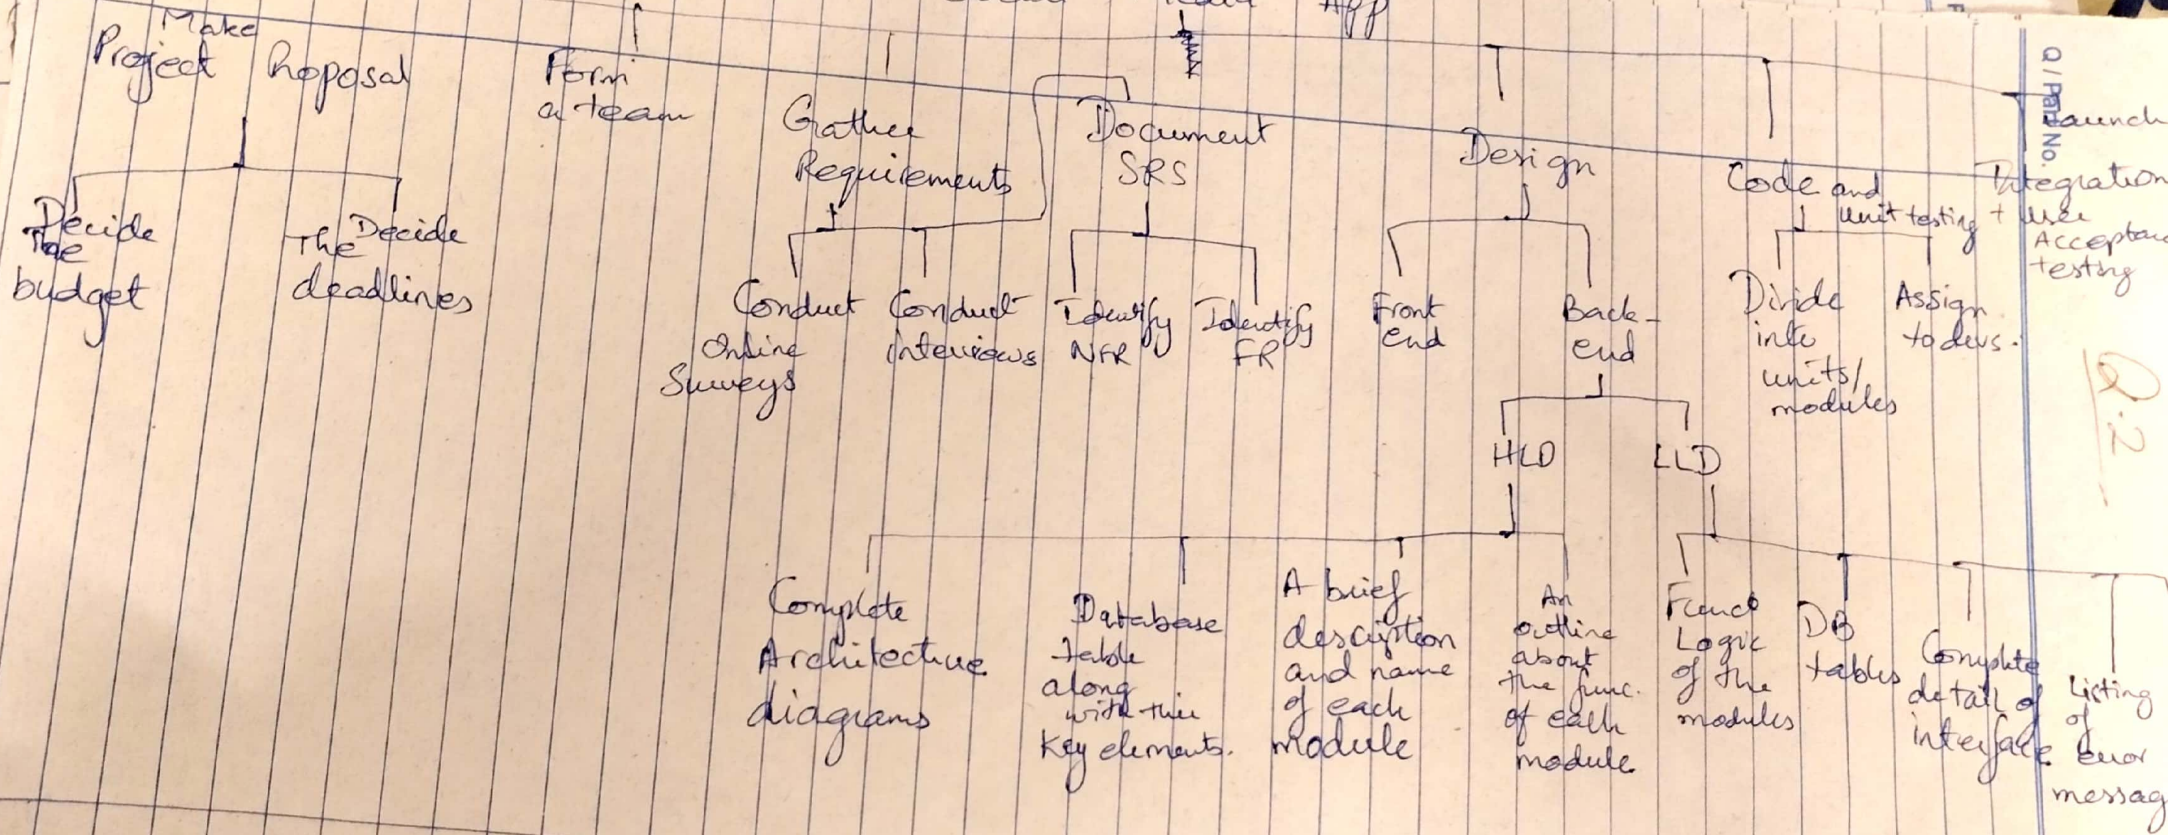 App
Make
Project Proposal
Form
a team
Gather
Requirements
Document
SRS
Design
Code and
Unit testing
Launch
Integration
+ User
Acceptan
testing
Q / Part No.
Decide
The
budget
Decide
The
deadlines
Conduct
Online
Surveys
Conduct
interviews
Identify
NFR
Identify
FR
Front
end
Back-
end
Divide
into
units/
modules
Assign
to devs.
Q.2
HLD
LLD
Complete
Architecture
diagrams
Database
table
along
with their
Key elements.
A brief
description
and name
of each
module
An
outline
about
the func.
of each
module.
Logic
of the
modules
DB
tables
Complete
detail of
interface
Listing
of
error
messag